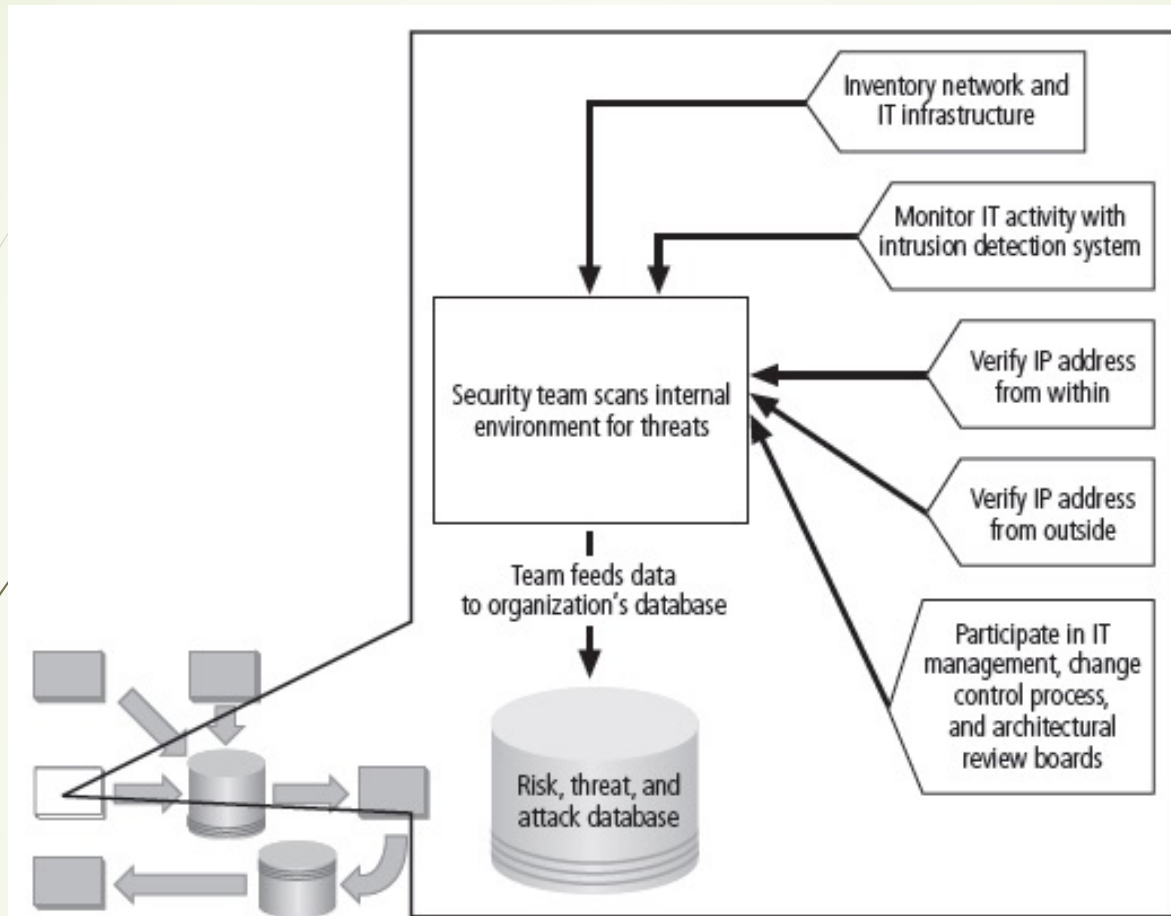 Inventory network and
IT infrastructure
Monitor IT activity with
intrusion detection system
Verify IP address
from within
Security team scans internal
environment for threats
Verify IP address
from outside
Team feeds data
to organization's database
Participate in IT
management, change
control process,
and architectural
review boards
Risk, threat, and
attack database